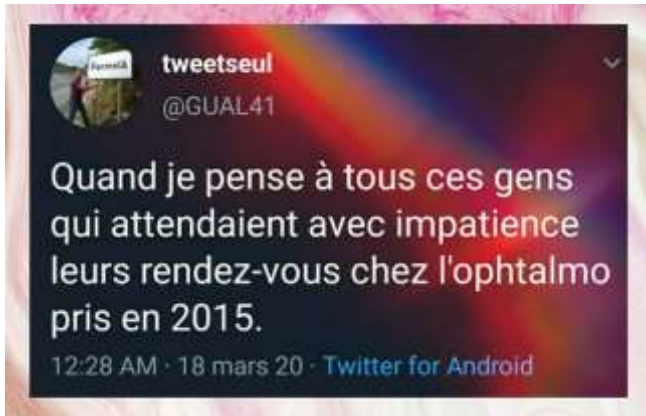 tweetseul
@GUAL41
Quand je pense à tous ces gens
qui attendaient avec impatience
leurs rendez-vous chez l'ophtalmo
pris en 2015.
12:28 AM · 18 mars 20 · Twitter for Android